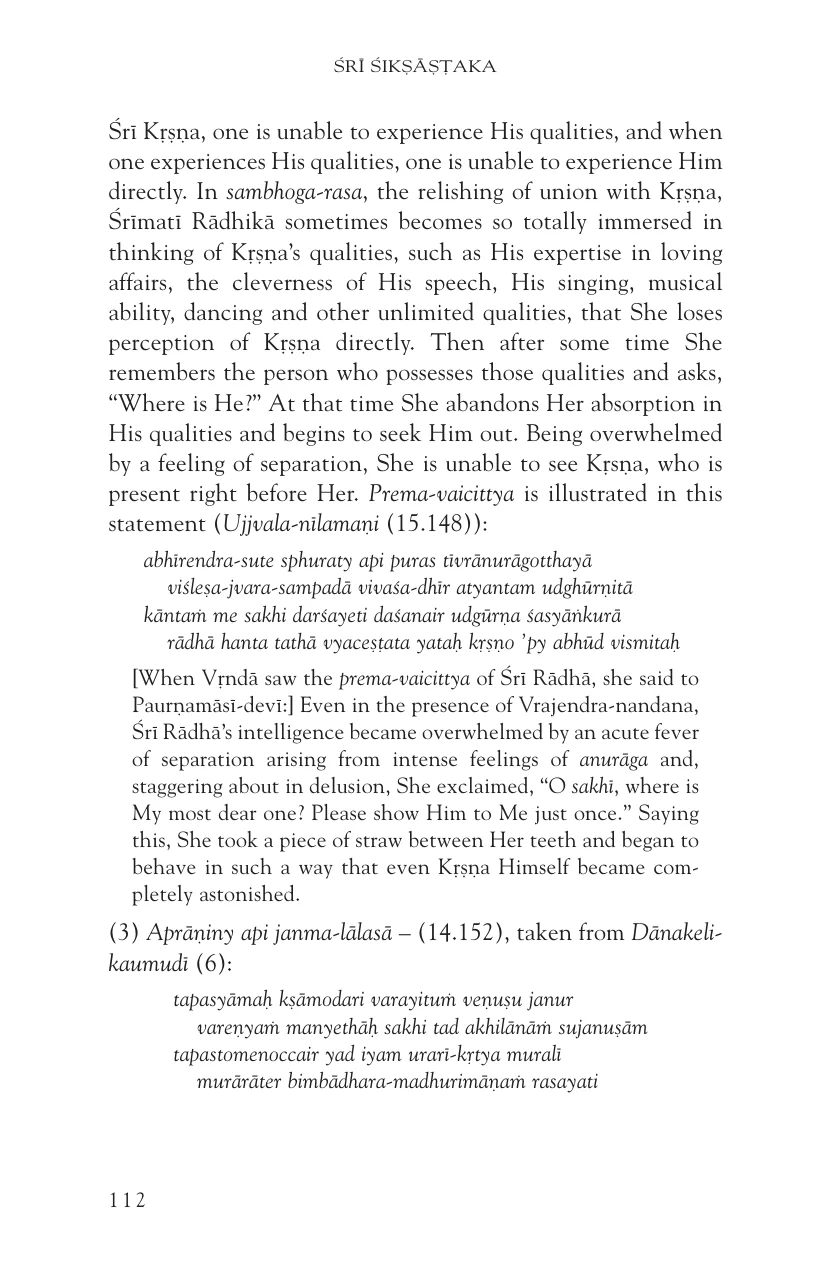 ŚRĪ ŚIKṢĀṢṬAKA
Śrī Kṛṣṇa, one is unable to experience His qualities, and when
one experiences His qualities, one is unable to experience Him
directly. In sambhoga-rasa, the relishing of union with Kṛṣṇa,
Śrīmatī Rādhikā sometimes becomes so totally immersed in
thinking of Kṛṣṇa’s qualities, such as His expertise in loving
affairs, the cleverness of His speech, His singing, musical
ability, dancing and other unlimited qualities, that She loses
perception of Kṛṣṇa directly. Then after some time She
remembers the person who possesses those qualities and asks,
“Where is He?” At that time She abandons Her absorption in
His qualities and begins to seek Him out. Being overwhelmed
by a feeling of separation, She is unable to see Kṛṣṇa, who is
present right before Her. Prema-vaicittya is illustrated in this
statement (Ujjvala-nīlamaṇi (15.148)):
abhīrendra-sute sphuraty api puras tīvrānurāgotthayā
viśleṣa-jvara-sampadā vivaśa-dhīr atyantam udghūrṇitā
kāntaṁ me sakhi darśayeti daśanair udgūrṇa śasyāṅkurā
rādhā hanta tathā vyaceṣṭata yataḥ kṛṣṇo ’py abhūd vismitaḥ
[When Vṛndā saw the prema-vaicittya of Śrī Rādhā, she said to
Paurṇamāsī-devī:] Even in the presence of Vrajendra-nandana,
Śrī Rādhā’s intelligence became overwhelmed by an acute fever
of separation arising from intense feelings of anurāga and,
staggering about in delusion, She exclaimed, “O sakhī, where is
My most dear one? Please show Him to Me just once.” Saying
this, She took a piece of straw between Her teeth and began to
behave in such a way that even Kṛṣṇa Himself became com-
pletely astonished.
(3) Aprāṇiny api janma-lālasā – (14.152), taken from Dānakeli-
kaumudī (6):
tapasyāmaḥ kṣāmodari varayituṁ veṇuṣu janur
vareṇyaṁ manyethāḥ sakhi tad akhilānāṁ sujanuṣām
tapastomenoccair yad iyam urarī-kṛtya muralī
murārāter bimbādhara-madhurimāṇaṁ rasayati
112